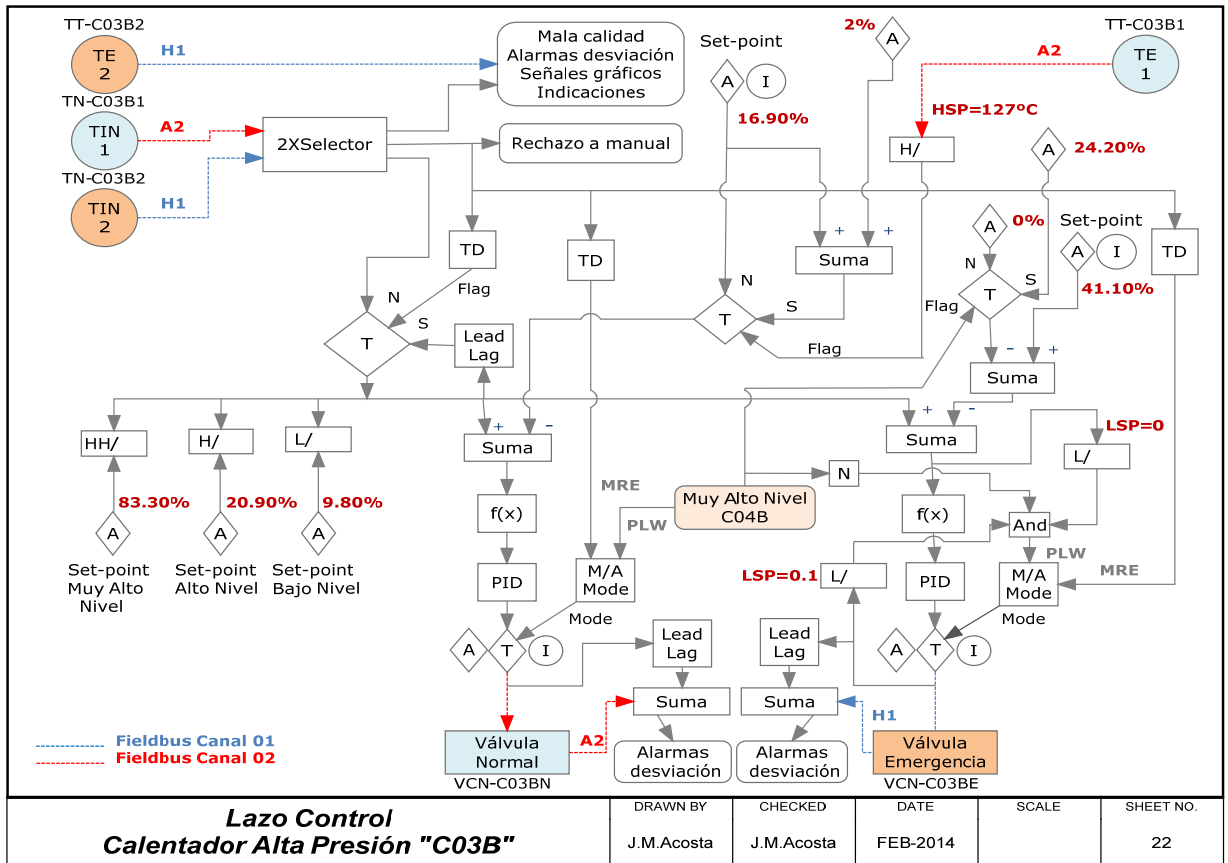 TT-C03B2
TE
2
H1
TN-C03B1
TIN
1
A2
TN-C03B2
TIN
2
H1
2XSelector
Mala calidad
Alarmas desviación
Señales gráficos
Indicaciones
Rechazo a manual
Set-point
A
I
16.90%
2%
A
TT-C03B1
TE
1
A2
HSP=127ºC
H/
A
24.20%
A
0%
Set-point
A
I
41.10%
TD
TD
TD
Flag
N
S
T
Lead
Lag
+
+
Suma
N
S
T
Flag
N
S
T
Flag
-
+
Suma
HH/
H/
L/
83.30%
20.90%
9.80%
A
A
A
Set-point
Muy Alto
Nivel
Set-point
Alto Nivel
Set-point
Bajo Nivel
+
-
Suma
f(x)
PID
A
T
I
MRE
PLW
M/A
Mode
Mode
Muy Alto Nivel
C04B
N
+
-
Suma
f(x)
PID
A
T
I
LSP=0
L/
And
PLW
MRE
M/A
Mode
Mode
LSP=0.1
L/
Lead
Lag
Suma
Alarmas
desviación
Lead
Lag
Suma
Alarmas
desviación
A2
H1
Válvula
Normal
VCN-C03BN
Válvula
Emergencia
VCN-C03BE
Fieldbus Canal 01
Fieldbus Canal 02
Lazo Control
Calentador Alta Presión "C03B"
DRAWN BY
J.M.Acosta
CHECKED
J.M.Acosta
DATE
FEB-2014
SCALE
SHEET NO.
22